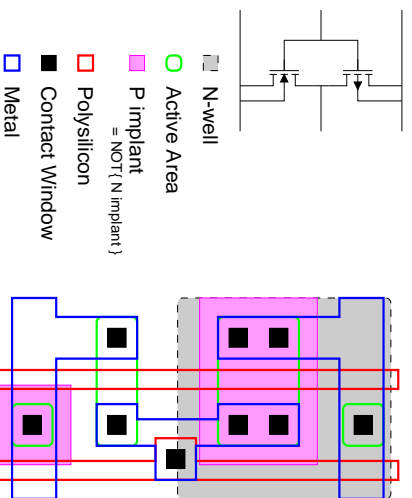 N-well
Active Area
P implant
= NOT{ N implant }
Polysilicon
Contact Window
Metal